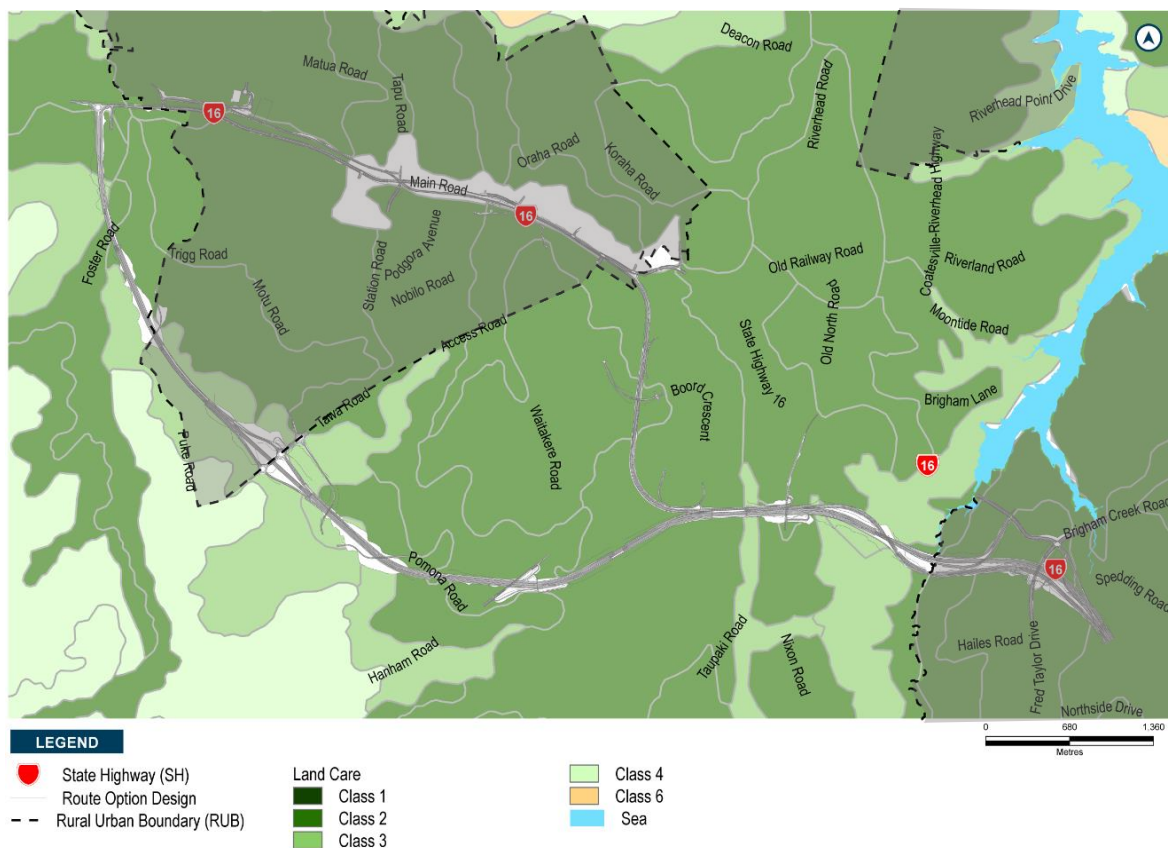 Deacon Road
Matua Road
Tapu Road
Riverhead Road
Riverhead Point Drive
16
Oraha Road
Koraha Road
Coatesville-Riverhead Highway
Main Road
16
Foster Road
Trigg Road
Motu Road
Station Road
Podgora Avenue
Nobilo Road
Access Road
Old Railway Road
Riverland Road
Old North Road
Moontide Road
State Highway 16
Boord Crescent
Brigham Lane
Tawa Road
Waitakere Road
Puke Road
16
Brigham Creek Road
Pomona Road
16
Spedding Road
Hanham Road
Taupaki Road
Nixon Road
Hailes Road
Fred Taylor Drive
Northside Drive
0 680 1,360
Metres
LEGEND
State Highway (SH)
Route Option Design
Rural Urban Boundary (RUB)
Land Care
Class 1
Class 2
Class 3
Class 4
Class 6
Sea